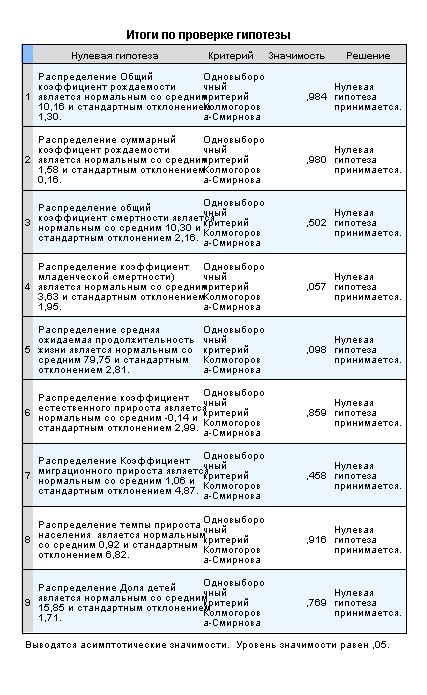 Итоги по проверке гипотезы
Нулевая гипотеза Критерий Значимость Решение
1 Распределение Общий коэффициент рождаемости является нормальным со средним 10,16 и стандартным отклонением 1,30. Одновыборочный критерий Колмогорова-Смирнова ,984 Нулевая гипотеза принимается.
2 Распределение суммарный коэффицент рождаемости является нормальным со средним 1,58 и стандартным отклонением 0,16. Одновыборочный критерий Колмогорова-Смирнова ,980 Нулевая гипотеза принимается.
3 Распределение общий коэффициент смертности является нормальным со средним 10,30 и стандартным отклонением 2,16. Одновыборочный критерий Колмогорова-Смирнова ,502 Нулевая гипотеза принимается.
4 Распределение коэффициент младенческой смертности) является нормальным со средним 3,63 и стандартным отклонением 1,95. Одновыборочный критерий Колмогорова-Смирнова ,057 Нулевая гипотеза принимается.
5 Распределение средняя ожидаемая продолжительность жизни является нормальным со средним 79,75 и стандартным отклонением 2,81. Одновыборочный критерий Колмогорова-Смирнова ,098 Нулевая гипотеза принимается.
6 Распределение коэффициент естественного прироста является нормальным со средним -0,14 и стандартным отклонением 2,99. Одновыборочный критерий Колмогорова-Смирнова ,859 Нулевая гипотеза принимается.
7 Распределение Коэффициент миграционного прироста является нормальным со средним 1,06 и стандартным отклонением 4,87. Одновыборочный критерий Колмогорова-Смирнова ,458 Нулевая гипотеза принимается.
8 Распределение темпы прироста населения является нормальным со средним 0,92 и стандартным отклонением 6,82. Одновыборочный критерий Колмогорова-Смирнова ,916 Нулевая гипотеза принимается.
9 Распределение Дола детей является нормальным со средним 15,85 и стандартным отклонением 1,71. Одновыборочный критерий Колмогорова-Смирнова ,769 Нулевая гипотеза принимается.
Выводятся асимптотические значимости. Уровень значимости равен ,05.